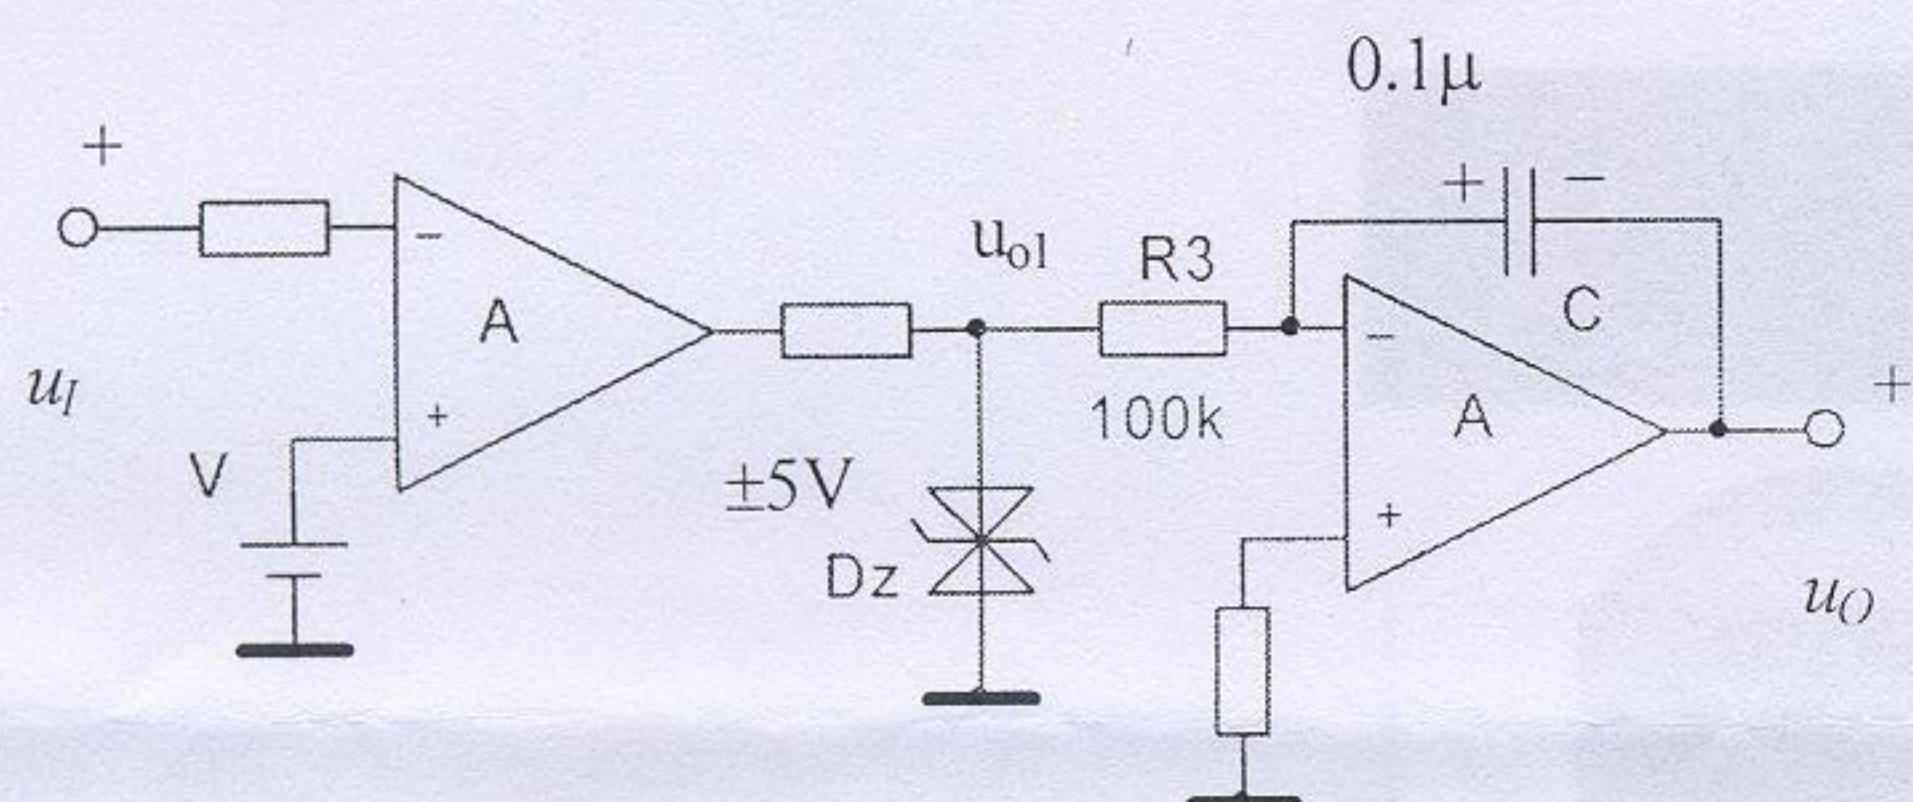 0.1μ
+
+ −
−
u_o1
R3
A
C
u_I
−
+
100k
A
+
V
±5V
+
Dz
u_O